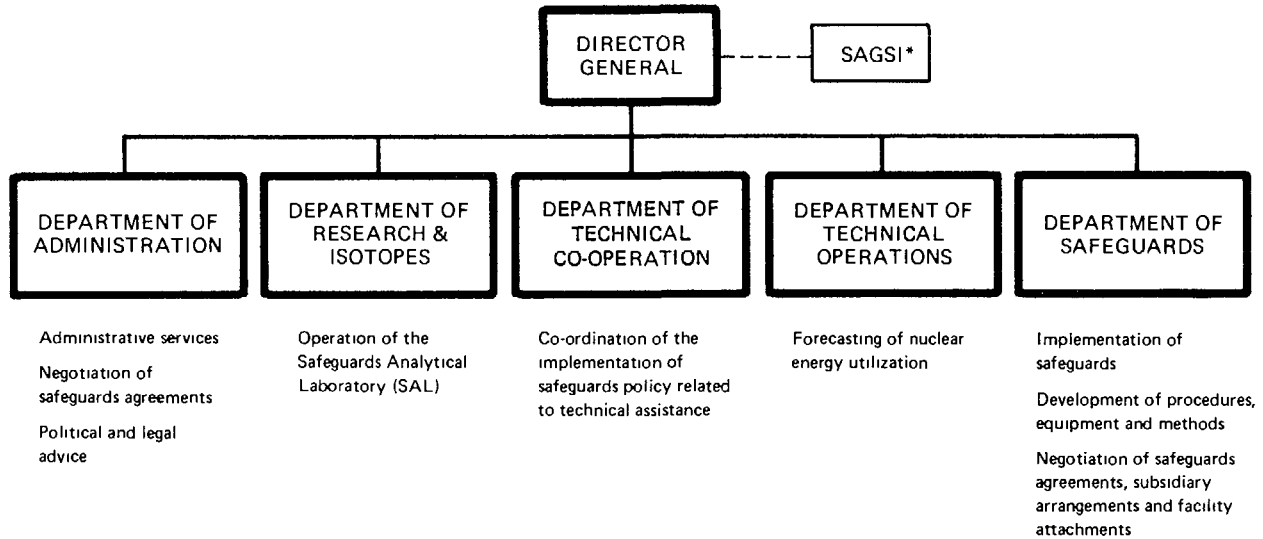 DIRECTOR
GENERAL
SAGSI*
DEPARTMENT OF
ADMINISTRATION
DEPARTMENT OF
RESEARCH &
ISOTOPES
DEPARTMENT OF
TECHNICAL
CO-OPERATION
DEPARTMENT OF
TECHNICAL
OPERATIONS
DEPARTMENT OF
SAFEGUARDS
Administrative services
Negotiation of
safeguards agreements
Political and legal
advice
Operation of the
Safeguards Analytical
Laboratory (SAL)
Co-ordination of the
implementation of
safeguards policy related
to technical assistance
Forecasting of nuclear
energy utilization
Implementation of
safeguards
Development of procedures,
equipment and methods
Negotiation of safeguards
agreements, subsidiary
arrangements and facility
attachments